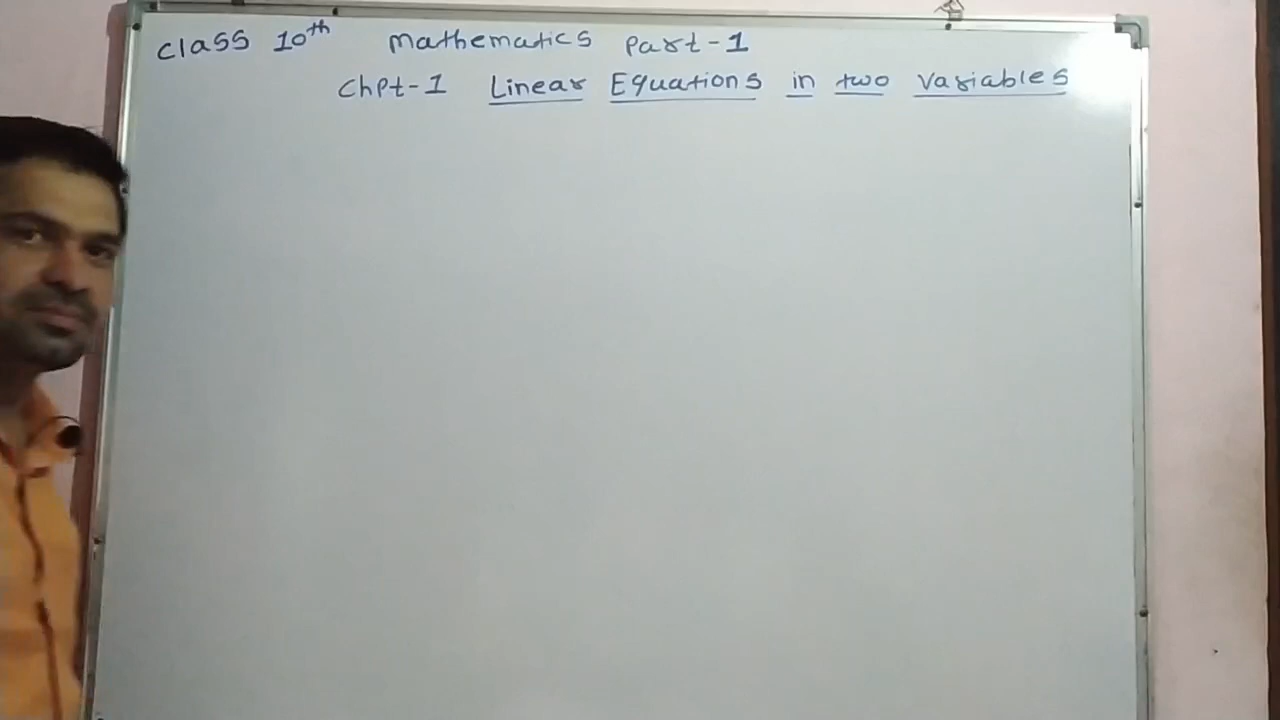 Class 10th Mathematics Part-1
Chpt-1 Linear Equations in two Variables